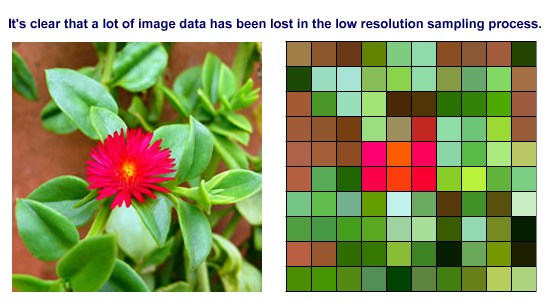 It's clear that a lot of image data has been lost in the low resolution sampling process.